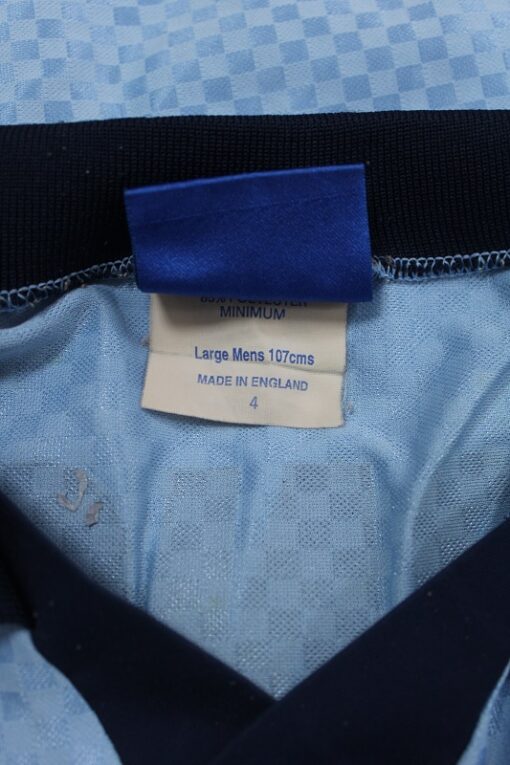 MINIMUM
Large Mens 107cms
MADE IN ENGLAND
4